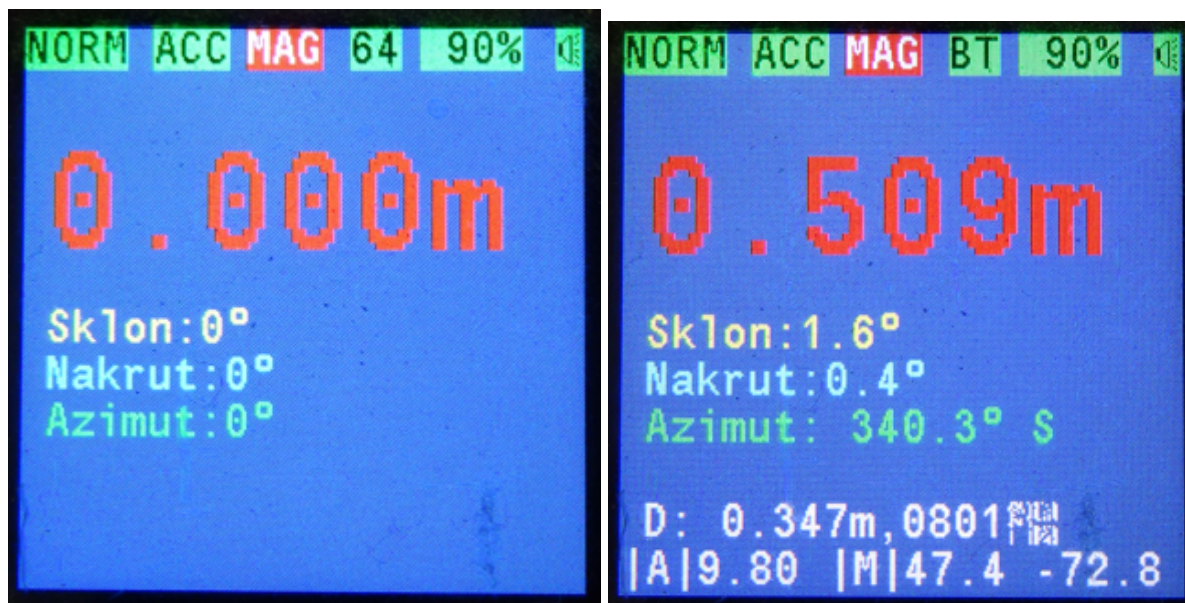 NORM ACC MAG 64 90%
0.000m
Sklon:0°
Nakrut:0°
Azimut:0°
NORM ACC MAG BT 90%
0.509m
Sklon:1.6°
Nakrut:0.4°
Azimut: 340.3° S
D: 0.347m,0801
|A|9.80 |M|47.4 -72.8